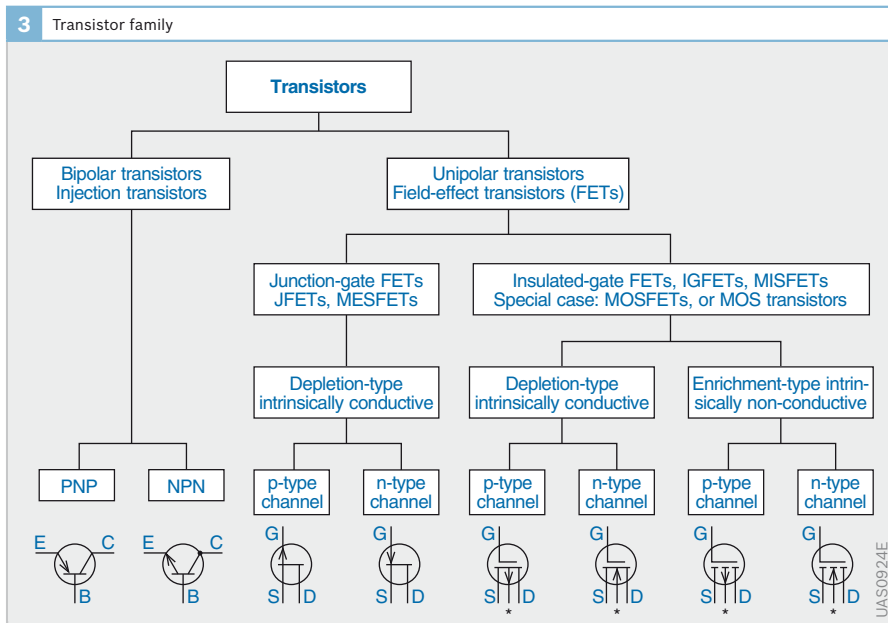 3 Transistor family
Transistors
Bipolar transistors
Injection transistors
Unipolar transistors
Field-effect transistors (FETs)
Junction-gate FETs
JFETs, MESFETs
Insulated-gate FETs, IGFETs, MISFETs
Special case: MOSFETs, or MOS transistors
Depletion-type
intrinsically conductive
Depletion-type
intrinsically conductive
Enrichment-type intrin-
sically non-conductive
PNP
NPN
p-type
channel
n-type
channel
p-type
channel
n-type
channel
p-type
channel
n-type
channel
E C
B
E C
B
G
S D
G
S D
G
S D
*
G
S D
*
G
S D
*
G
S D
*
UAS0924E